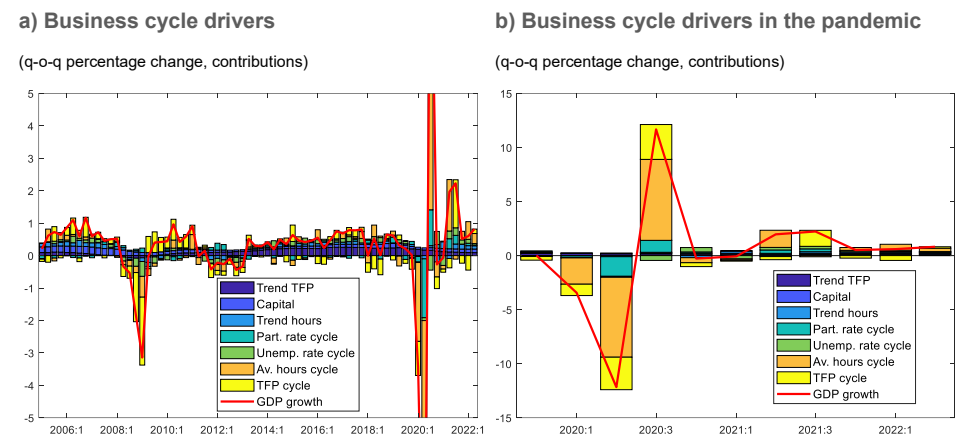 a) Business cycle drivers
(q-o-q percentage change, contributions)
5
4
3
2
1
0
-1
-2
-3
-4
-5
Trend TFP
Capital
Trend hours
Part. rate cycle
Unemp. rate cycle
Av. hours cycle
TFP cycle
GDP growth
2006:1 2008:1 2010:1 2012:1 2014:1 2016:1 2018:1 2020:1 2022:1
b) Business cycle drivers in the pandemic
(q-o-q percentage change, contributions)
15
10
5
0
-5
-10
-15
Trend TFP
Capital
Trend hours
Part. rate cycle
Unemp. rate cycle
Av. hours cycle
TFP cycle
GDP growth
2020:1 2020:3 2021:1 2021:3 2022:1